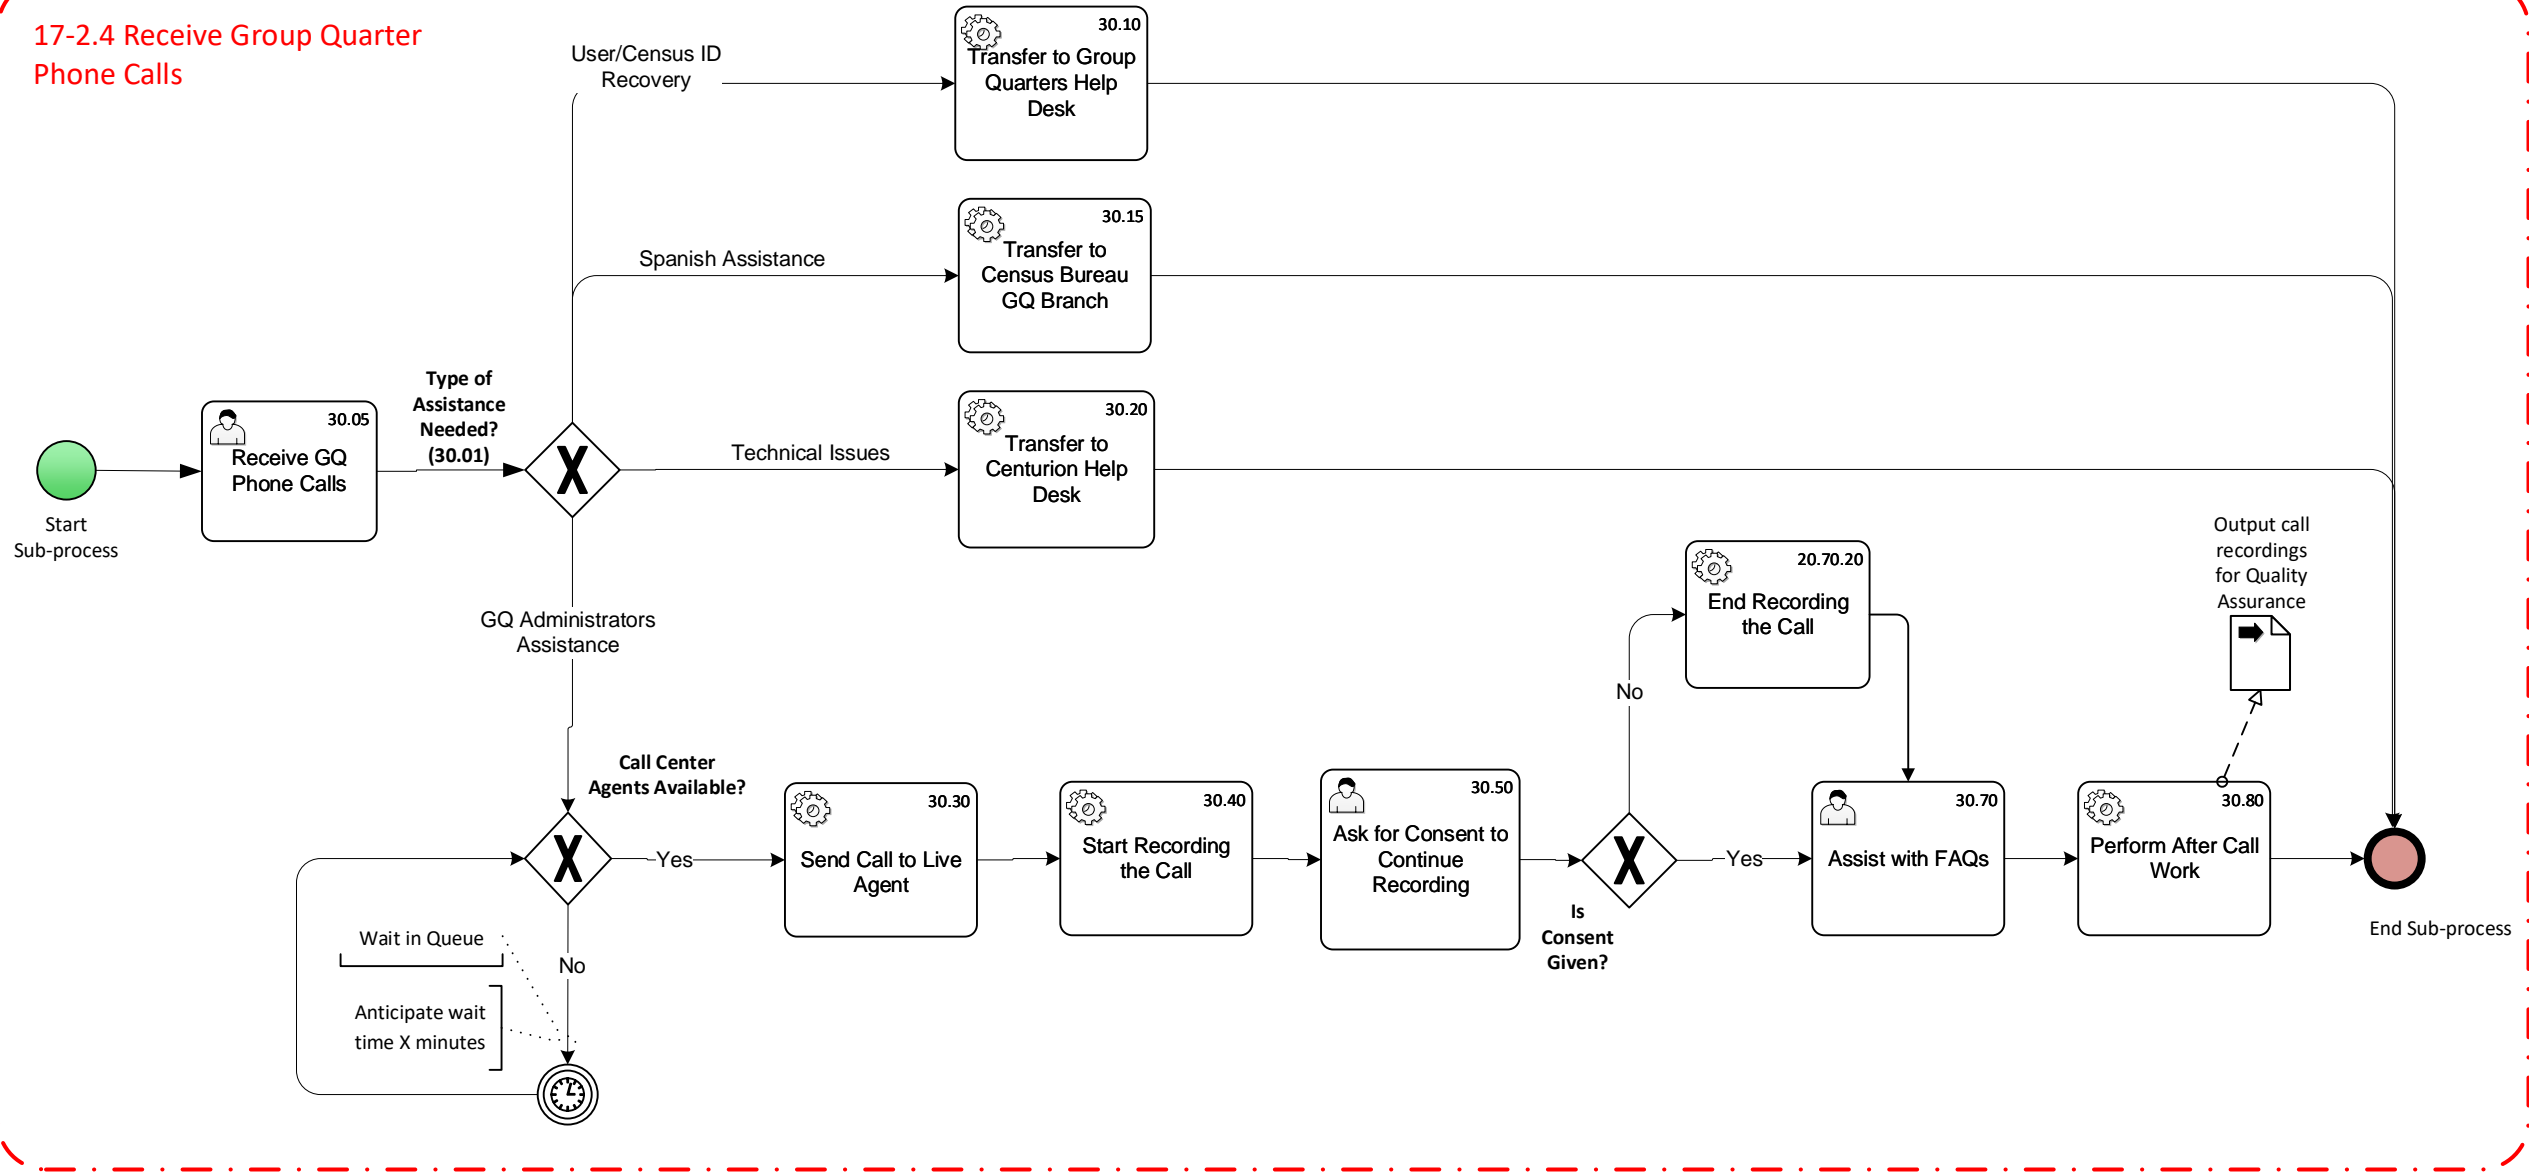 17-2.4 Receive Group Quarter
Phone Calls
User/Census ID
Recovery
30.10
Transfer to Group
Quarters Help
Desk
Spanish Assistance
30.15
Transfer to
Census Bureau
GQ Branch
Type of
Assistance
Needed?
(30.01)
Technical Issues
30.20
Transfer to
Centurion Help
Desk
30.05
Receive GQ
Phone Calls
Start
Sub-process
GQ Administrators
Assistance
Output call
recordings
for Quality
Assurance
20.70.20
End Recording
the Call
No
Call Center
Agents Available?
Yes
30.30
Send Call to Live
Agent
30.40
Start Recording
the Call
30.50
Ask for Consent to
Continue
Recording
Is
Consent
Given?
Yes
30.70
Assist with FAQs
30.80
Perform After Call
Work
End Sub-process
Wait in Queue
No
Anticipate wait
time X minutes